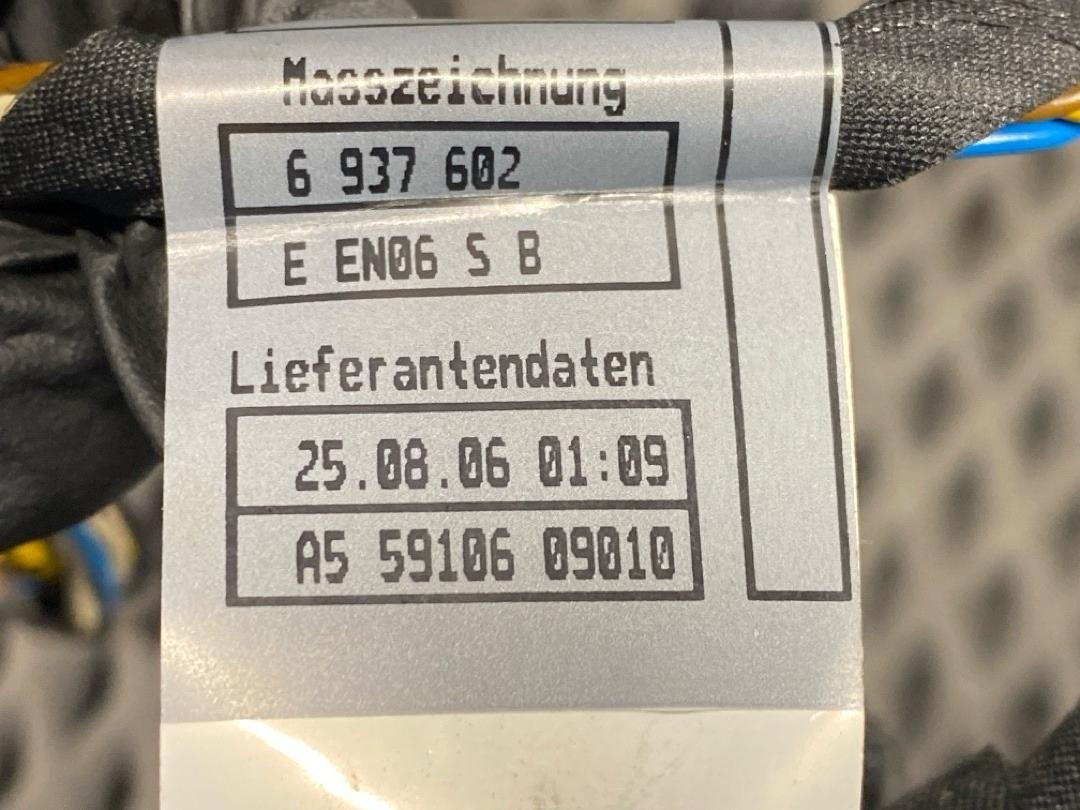 Masszeichnung
6 937 602
E EN06 S B
Lieferantendaten
25.08.06 01:09
A5 59106 09010